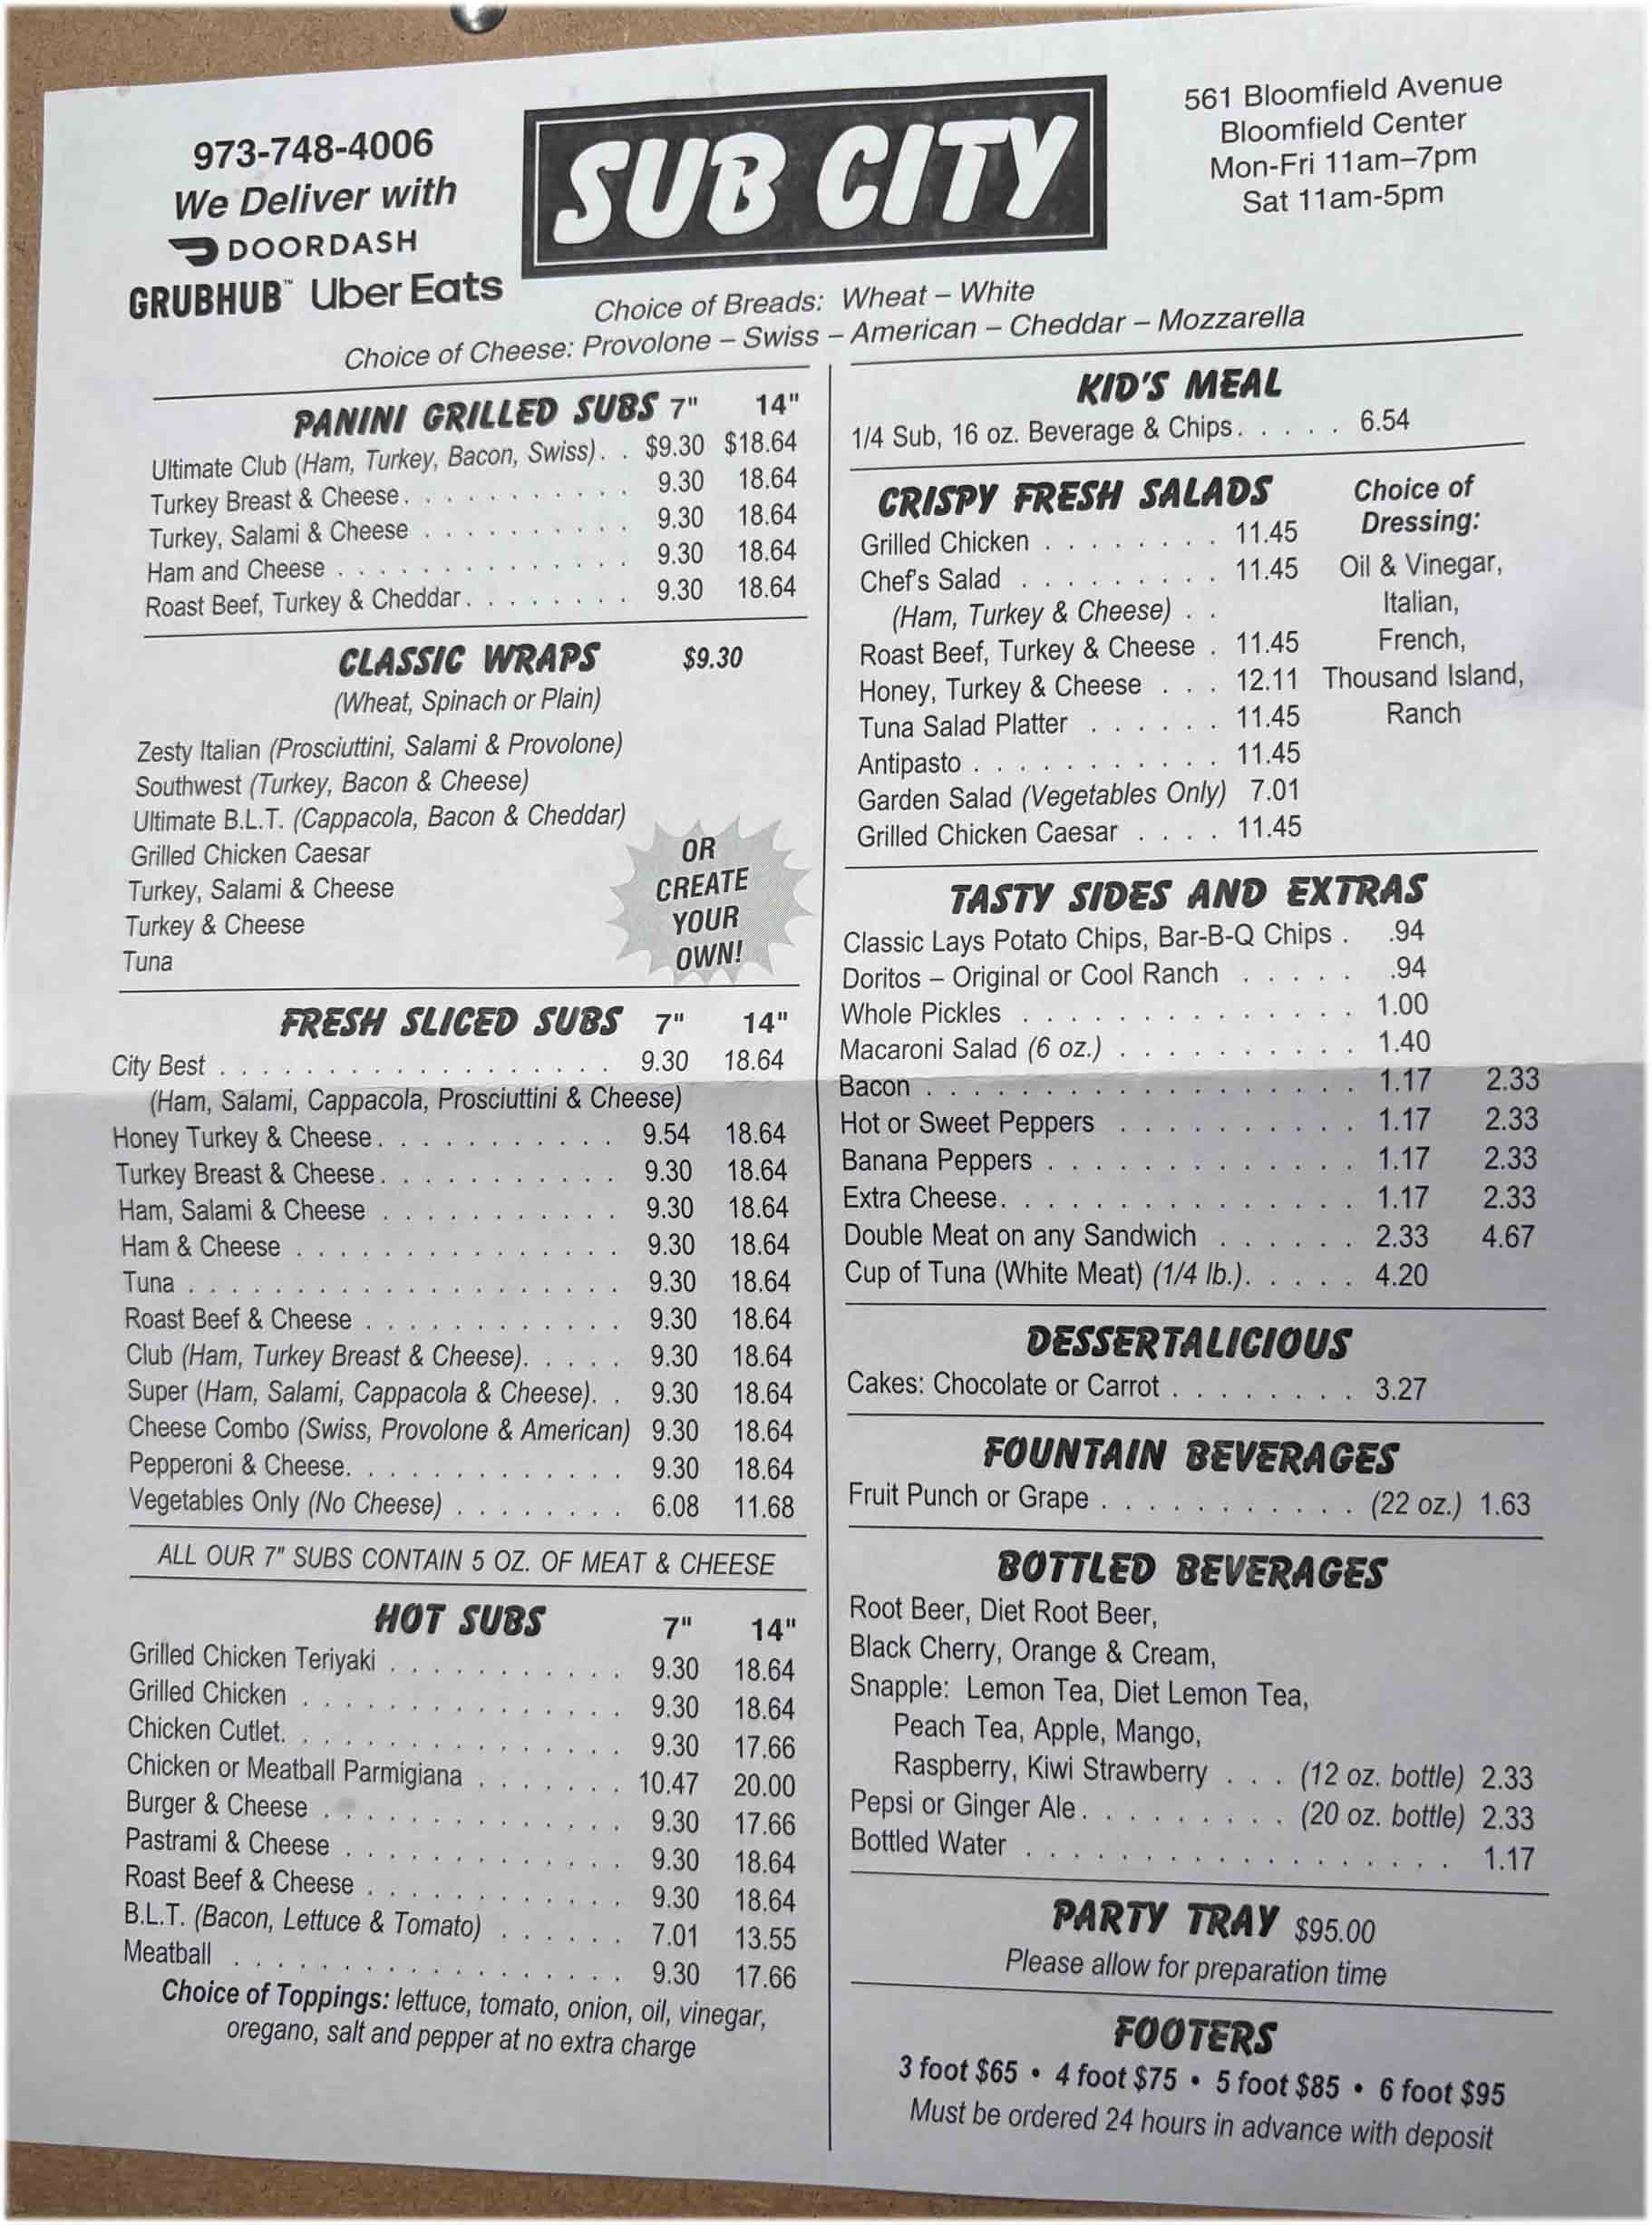 973-748-4006
We Deliver with
DOORDASH
GRUBHUB™ Uber Eats
SUB CITY
561 Bloomfield Avenue
Bloomfield Center
Mon-Fri 11am–7pm
Sat 11am-5pm
Choice of Breads: Wheat – White
Choice of Cheese: Provolone – Swiss – American – Cheddar – Mozzarella
PANINI GRILLED SUBS 7" 14"
Ultimate Club (Ham, Turkey, Bacon, Swiss). . $9.30 $18.64
Turkey Breast & Cheese. . . . . . . . . . . 9.30 18.64
Turkey, Salami & Cheese . . . . . . . . . . 9.30 18.64
Ham and Cheese . . . . . . . . . . . . . . 9.30 18.64
Roast Beef, Turkey & Cheddar. . . . . . . . 9.30 18.64
CLASSIC WRAPS $9.30
(Wheat, Spinach or Plain)
Zesty Italian (Prosciuttini, Salami & Provolone)
Southwest (Turkey, Bacon & Cheese)
Ultimate B.L.T. (Cappacola, Bacon & Cheddar)
Grilled Chicken Caesar
Turkey, Salami & Cheese
Turkey & Cheese
Tuna
OR
CREATE
YOUR
OWN!
FRESH SLICED SUBS 7" 14"
City Best . . . . . . . . . . . . . . . . . . 9.30 18.64
(Ham, Salami, Cappacola, Prosciuttini & Cheese)
Honey Turkey & Cheese. . . . . . . . . . . 9.54 18.64
Turkey Breast & Cheese. . . . . . . . . . . 9.30 18.64
Ham, Salami & Cheese . . . . . . . . . . . 9.30 18.64
Ham & Cheese . . . . . . . . . . . . . . . 9.30 18.64
Tuna . . . . . . . . . . . . . . . . . . . . 9.30 18.64
Roast Beef & Cheese . . . . . . . . . . . . 9.30 18.64
Club (Ham, Turkey Breast & Cheese). . . . . 9.30 18.64
Super (Ham, Salami, Cappacola & Cheese). . 9.30 18.64
Cheese Combo (Swiss, Provolone & American) 9.30 18.64
Pepperoni & Cheese. . . . . . . . . . . . . 9.30 18.64
Vegetables Only (No Cheese) . . . . . . . . 6.08 11.68
ALL OUR 7" SUBS CONTAIN 5 OZ. OF MEAT & CHEESE
HOT SUBS 7" 14"
Grilled Chicken Teriyaki . . . . . . . . . . . 9.30 18.64
Grilled Chicken . . . . . . . . . . . . . . . 9.30 18.64
Chicken Cutlet. . . . . . . . . . . . . . . . 9.30 17.66
Chicken or Meatball Parmigiana . . . . . . . 10.47 20.00
Burger & Cheese . . . . . . . . . . . . . . 9.30 17.66
Pastrami & Cheese . . . . . . . . . . . . . 9.30 18.64
Roast Beef & Cheese . . . . . . . . . . . . 9.30 18.64
B.L.T. (Bacon, Lettuce & Tomato) . . . . . . 7.01 13.55
Meatball . . . . . . . . . . . . . . . . . . 9.30 17.66
Choice of Toppings: lettuce, tomato, onion, oil, vinegar,
oregano, salt and pepper at no extra charge
KID'S MEAL
1/4 Sub, 16 oz. Beverage & Chips. . . . . 6.54
CRISPY FRESH SALADS
Grilled Chicken . . . . . . . . 11.45
Chef's Salad . . . . . . . . . 11.45
(Ham, Turkey & Cheese) . .
Roast Beef, Turkey & Cheese . 11.45
Honey, Turkey & Cheese . . . 12.11
Tuna Salad Platter . . . . . . 11.45
Antipasto . . . . . . . . . . . 11.45
Garden Salad (Vegetables Only) 7.01
Grilled Chicken Caesar . . . . 11.45
Choice of
Dressing:
Oil & Vinegar,
Italian,
French,
Thousand Island,
Ranch
TASTY SIDES AND EXTRAS
Classic Lays Potato Chips, Bar-B-Q Chips . .94
Doritos – Original or Cool Ranch . . . . . .94
Whole Pickles . . . . . . . . . . . . . . 1.00
Macaroni Salad (6 oz.) . . . . . . . . . . 1.40
Bacon . . . . . . . . . . . . . . . . . . 1.17 2.33
Hot or Sweet Peppers . . . . . . . . . . 1.17 2.33
Banana Peppers . . . . . . . . . . . . . 1.17 2.33
Extra Cheese. . . . . . . . . . . . . . . 1.17 2.33
Double Meat on any Sandwich . . . . . . 2.33 4.67
Cup of Tuna (White Meat) (1/4 lb.). . . . . 4.20
DESSERTALICIOUS
Cakes: Chocolate or Carrot . . . . . . . . 3.27
FOUNTAIN BEVERAGES
Fruit Punch or Grape . . . . . . . . . . . (22 oz.) 1.63
BOTTLED BEVERAGES
Root Beer, Diet Root Beer,
Black Cherry, Orange & Cream,
Snapple: Lemon Tea, Diet Lemon Tea,
Peach Tea, Apple, Mango,
Raspberry, Kiwi Strawberry . . . (12 oz. bottle) 2.33
Pepsi or Ginger Ale. . . . . . . . . (20 oz. bottle) 2.33
Bottled Water . . . . . . . . . . . . . . . . . 1.17
PARTY TRAY $95.00
Please allow for preparation time
FOOTERS
3 foot $65 • 4 foot $75 • 5 foot $85 • 6 foot $95
Must be ordered 24 hours in advance with deposit